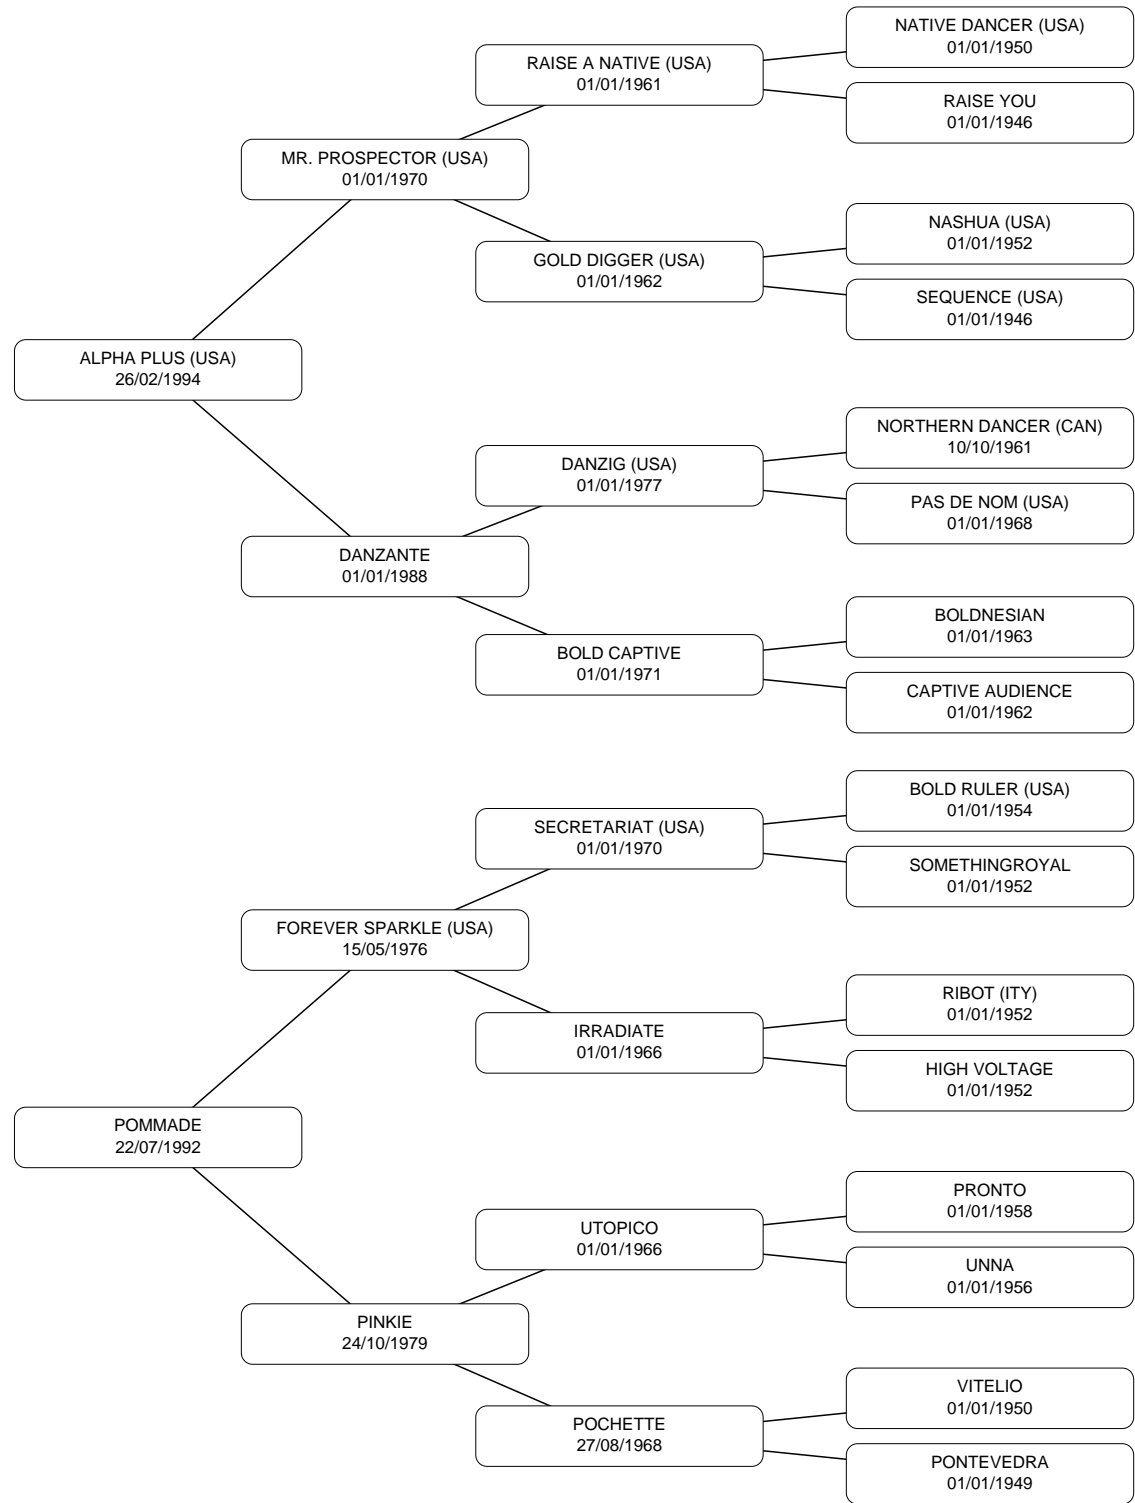 NATIVE DANCER (USA)
01/01/1950
RAISE A NATIVE (USA)
01/01/1961
RAISE YOU
01/01/1946
MR. PROSPECTOR (USA)
01/01/1970
NASHUA (USA)
01/01/1952
GOLD DIGGER (USA)
01/01/1962
SEQUENCE (USA)
01/01/1946
ALPHA PLUS (USA)
26/02/1994
NORTHERN DANCER (CAN)
10/10/1961
DANZIG (USA)
01/01/1977
PAS DE NOM (USA)
01/01/1968
DANZANTE
01/01/1988
BOLDNESIAN
01/01/1963
BOLD CAPTIVE
01/01/1971
CAPTIVE AUDIENCE
01/01/1962
BOLD RULER (USA)
01/01/1954
SECRETARIAT (USA)
01/01/1970
SOMETHINGROYAL
01/01/1952
FOREVER SPARKLE (USA)
15/05/1976
RIBOT (ITY)
01/01/1952
IRRADIATE
01/01/1966
HIGH VOLTAGE
01/01/1952
POMMADE
22/07/1992
PRONTO
01/01/1958
UTOPICO
01/01/1966
UNNA
01/01/1956
PINKIE
24/10/1979
VITELIO
01/01/1950
POCHETTE
27/08/1968
PONTEVEDRA
01/01/1949